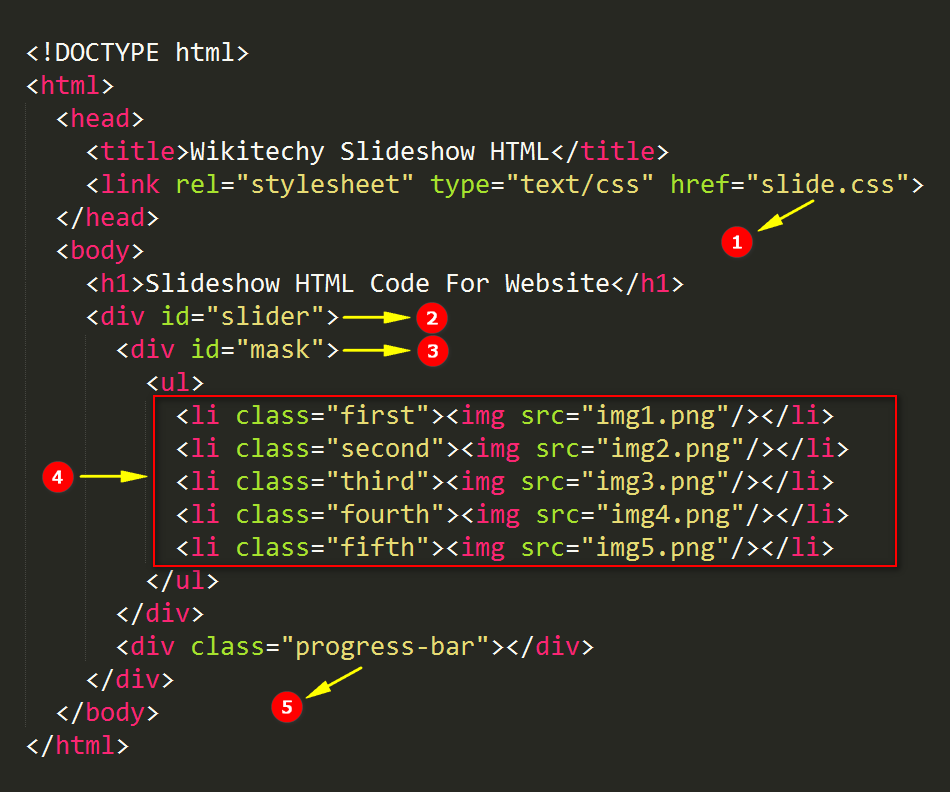 <!DOCTYPE html>
<html>
<head>
<title>Wikitechy Slideshow HTML</title>
<link rel="stylesheet" type="text/css" href="slide.css">
</head>
1
<body>
<h1>Slideshow HTML Code For Website</h1>
<div id="slider"> 2
<div id="mask"> 3
<ul>
<li class="first"><img src="img1.png"/></li>
<li class="second"><img src="img2.png"/></li>
4 <li class="third"><img src="img3.png"/></li>
<li class="fourth"><img src="img4.png"/></li>
<li class="fifth"><img src="img5.png"/></li>
</ul>
</div>
<div class="progress-bar"></div>
</div>
5
</body>
</html>